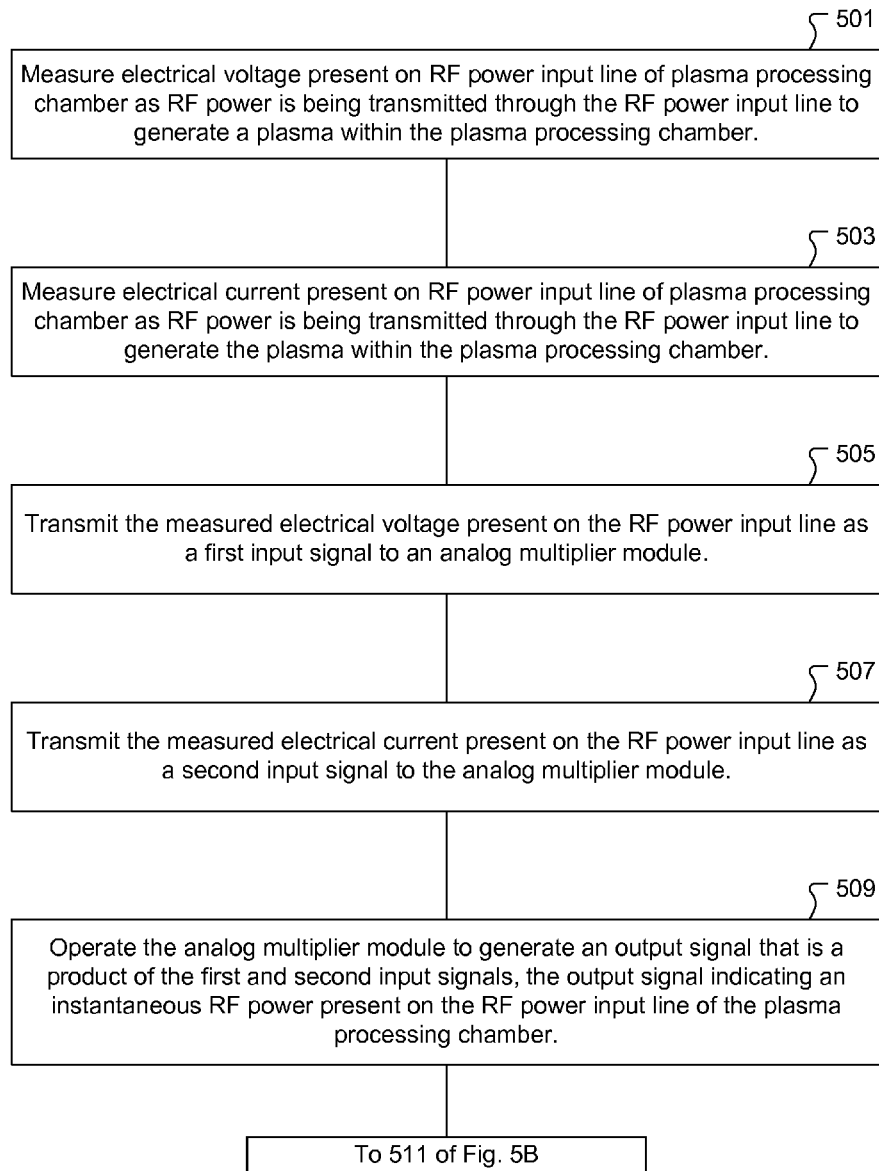 501
Measure electrical voltage present on RF power input line of plasma processing
chamber as RF power is being transmitted through the RF power input line to
generate a plasma within the plasma processing chamber.
503
Measure electrical current present on RF power input line of plasma processing
chamber as RF power is being transmitted through the RF power input line to
generate the plasma within the plasma processing chamber.
505
Transmit the measured electrical voltage present on the RF power input line as
a first input signal to an analog multiplier module.
507
Transmit the measured electrical current present on the RF power input line as
a second input signal to the analog multiplier module.
509
Operate the analog multiplier module to generate an output signal that is a
product of the first and second input signals, the output signal indicating an
instantaneous RF power present on the RF power input line of the plasma
processing chamber.
To 511 of Fig. 5B